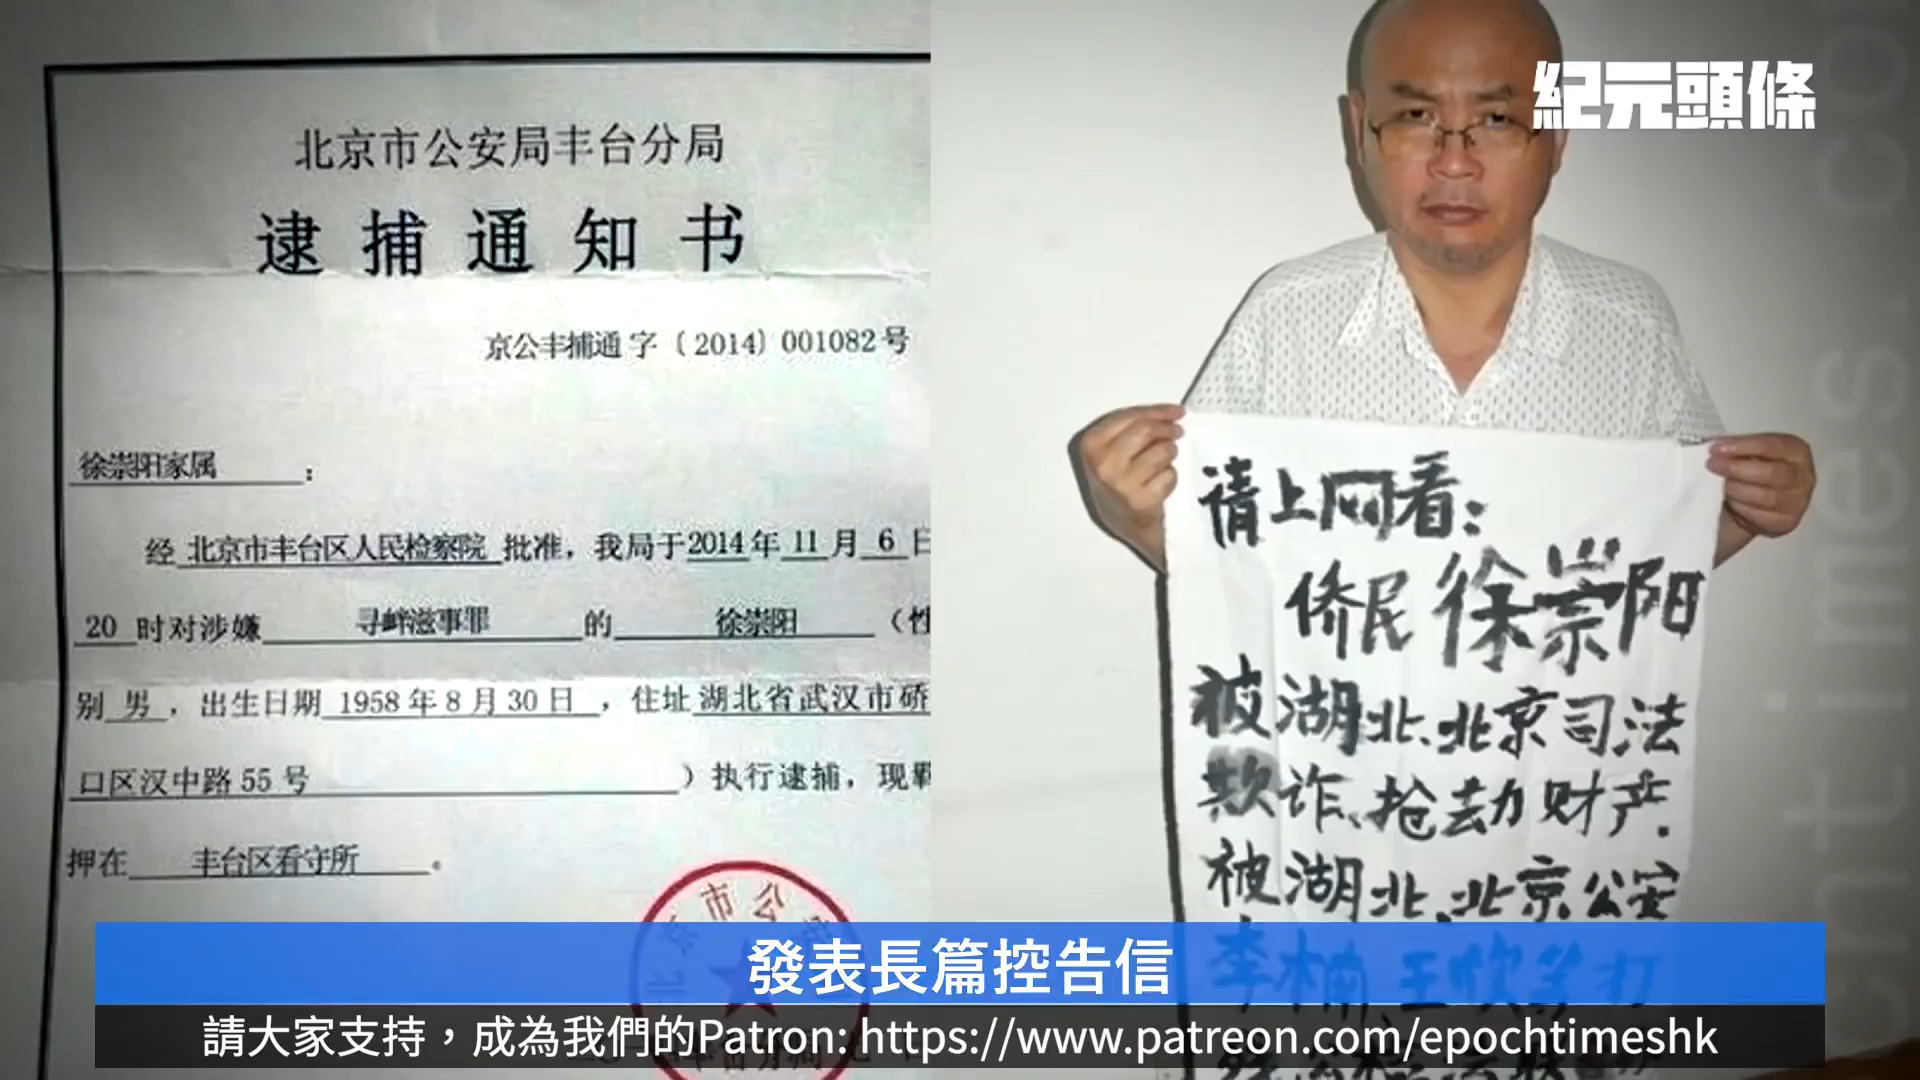 北京市公安局丰台分局
逮捕通知书
京公丰捕通字〔2014〕001082号
徐崇阳家属：
经 北京市丰台区人民检察院 批准，我局于2014年11月6日
20时对涉嫌 寻衅滋事罪 的 徐崇阳 （性
别 男，出生日期 1958年8月30日，住址 湖北省武汉市硚
口区汉中路55号 ）执行逮捕，现羁
押在 丰台区看守所 。
紀元頭條
请上网看：
侨民徐崇阳
被湖北、北京司法
欺诈、抢劫财产.
被湖北、北京公安
李楠、王欣等打
發表長篇控告信
請大家支持，成為我們的Patron: https://www.patreon.com/epochtimeshk